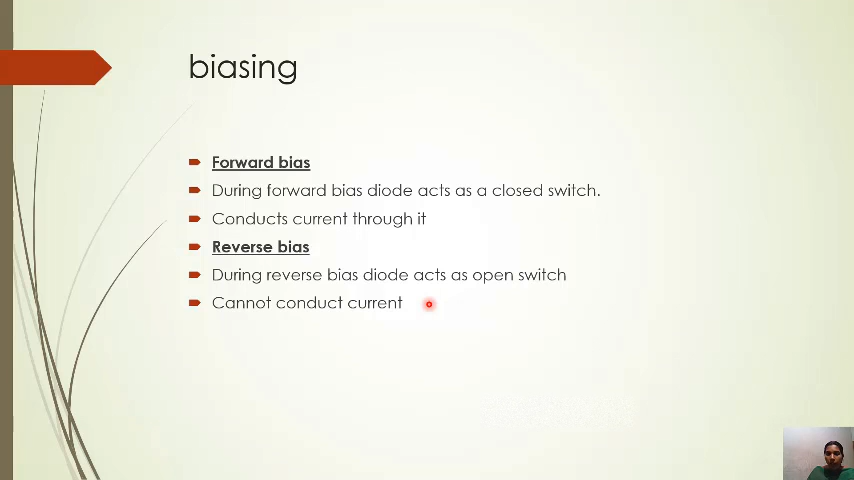 biasing
Forward bias
During forward bias diode acts as a closed switch.
Conducts current through it
Reverse bias
During reverse bias diode acts as open switch
Cannot conduct current